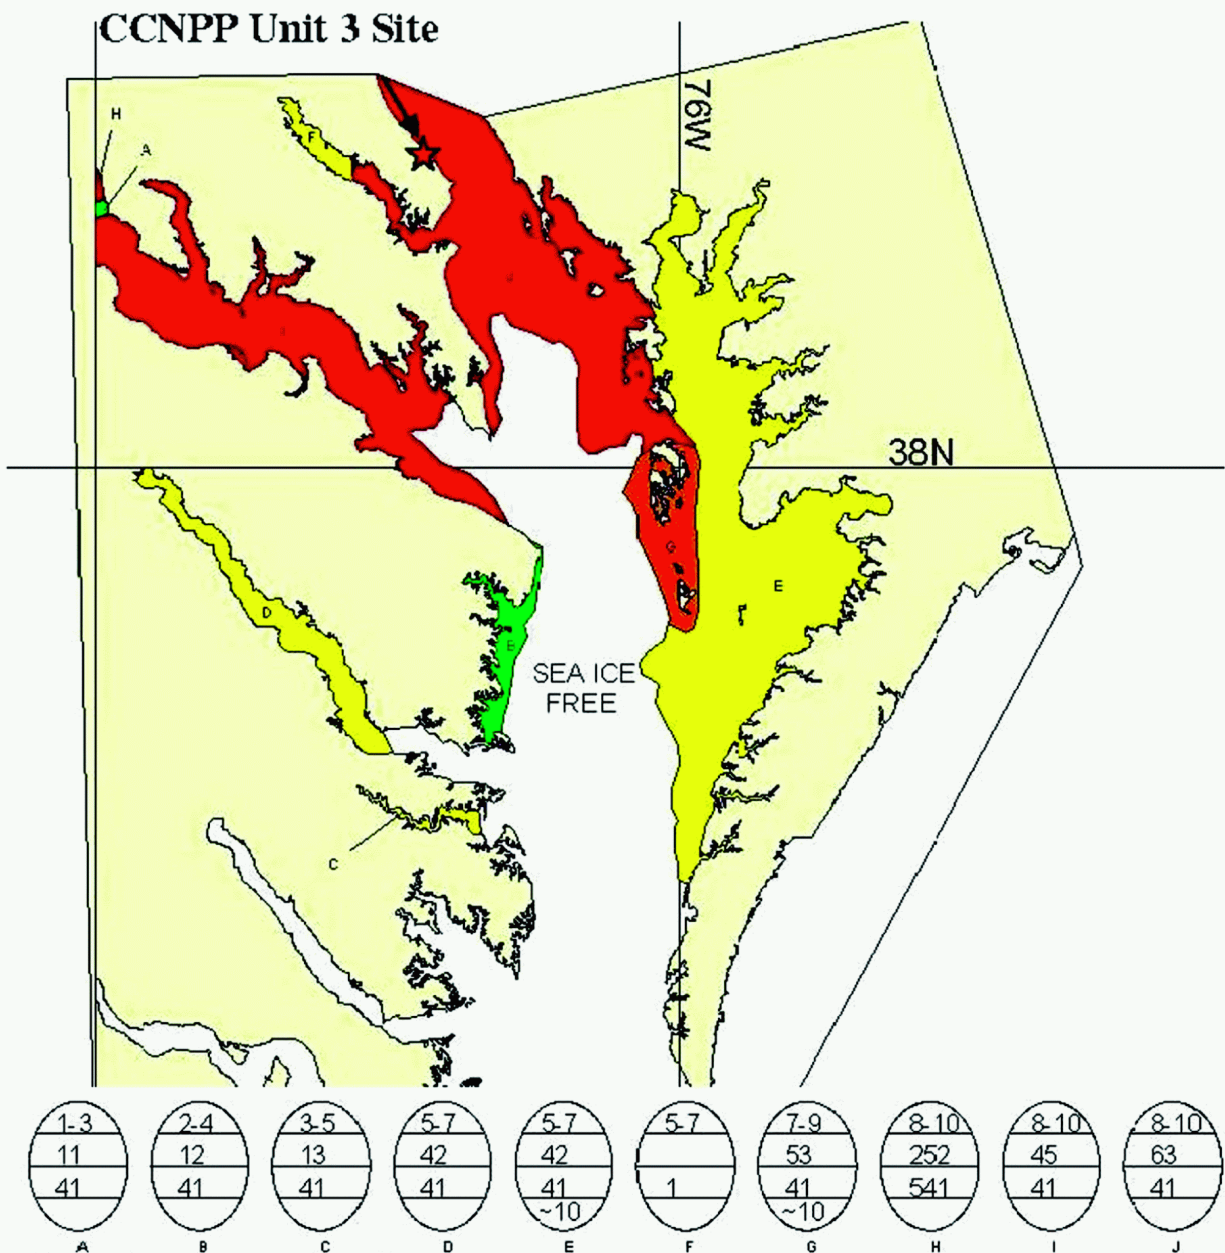 CCNPP Unit 3 Site
76W
H
A
F
J
I
38N
G
E
D
B
SEA ICE
FREE
C
1-3
11
41
A
2-4
12
41
B
3-5
13
41
C
5-7
42
41
D
5-7
42
41
~10
E
5-7
1
F
7-9
53
41
~10
G
8-10
252
541
H
8-10
45
41
I
8-10
63
41
J